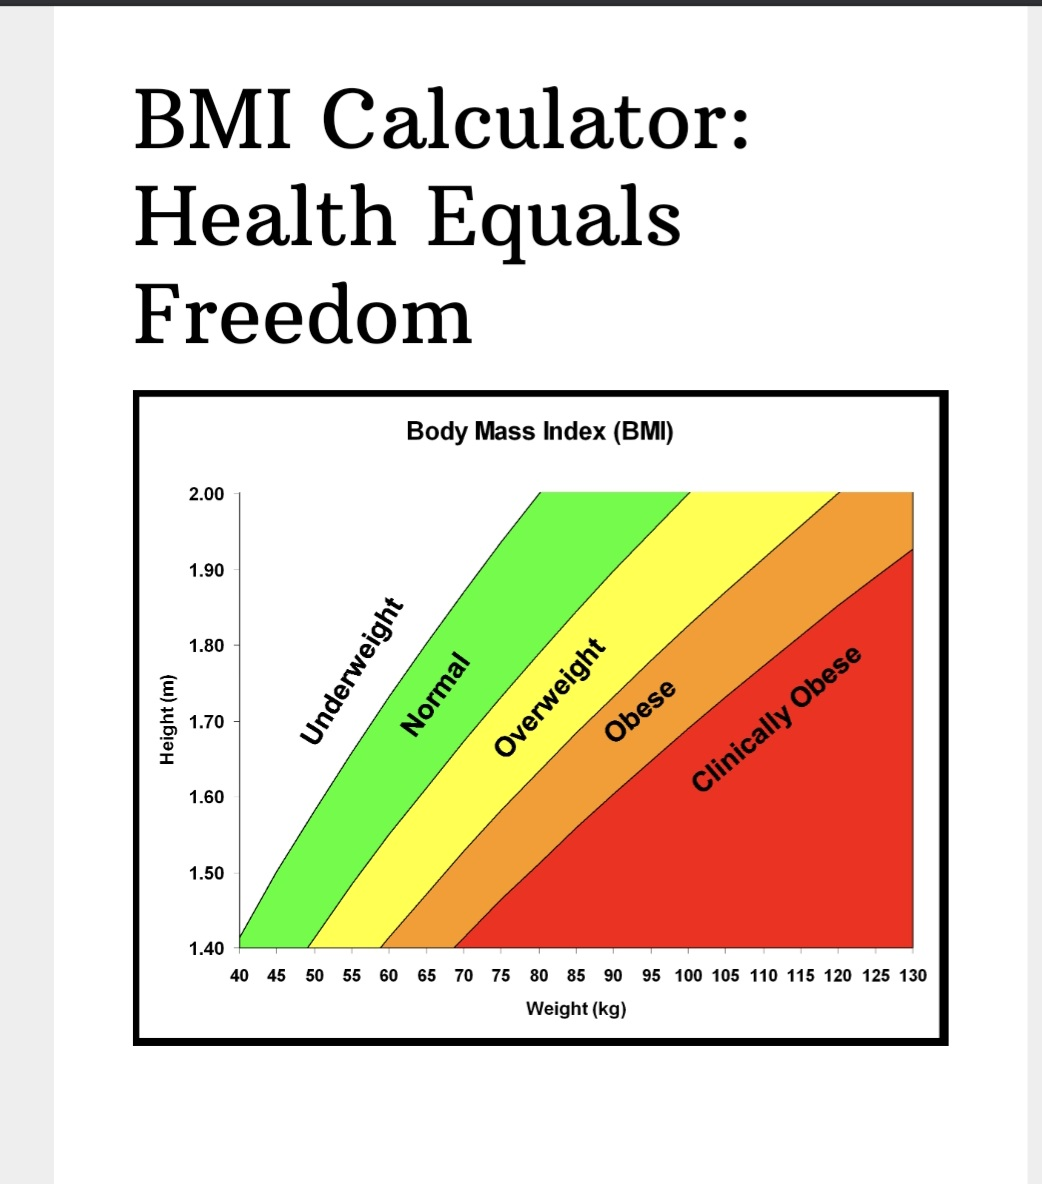 BMI Calculator:
Health Equals
Freedom
Body Mass Index (BMI)
2.00
1.90
1.80
1.70
1.60
1.50
1.40
Height (m)
Underweight
Normal
Overweight
Obese
Clinically Obese
40 45 50 55 60 65 70 75 80 85 90 95 100 105 110 115 120 125 130
Weight (kg)